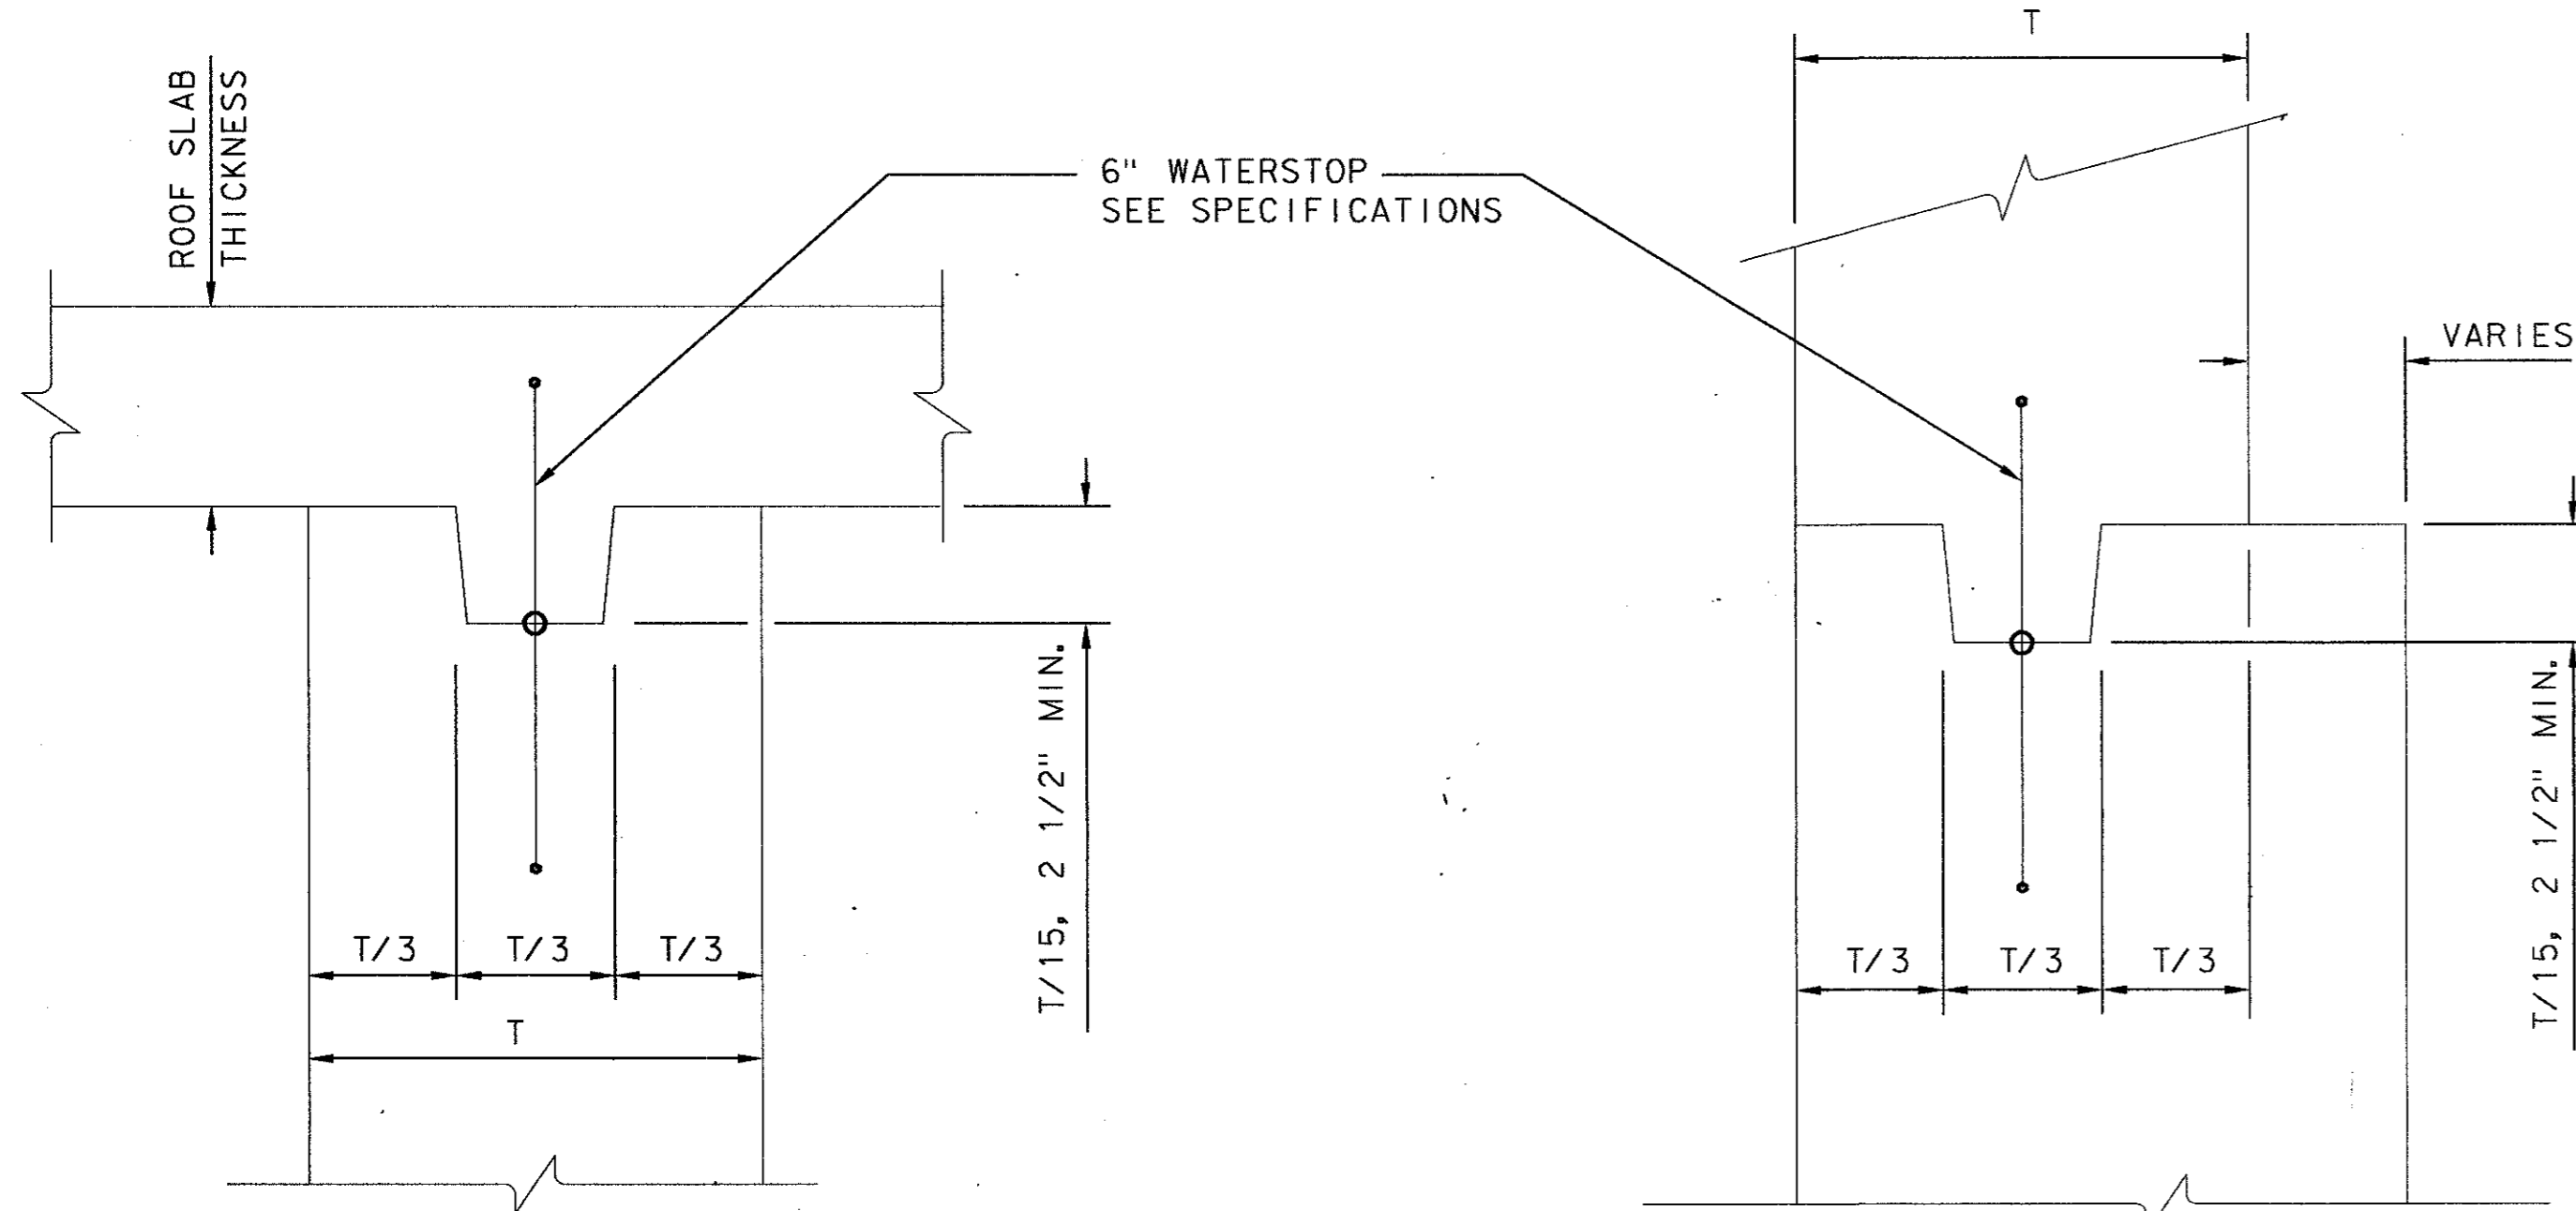 T
ROOF SLAB
THICKNESS
6" WATERSTOP
SEE SPECIFICATIONS
VARIES
T/15, 2 1/2" MIN.
T/15, 2 1/2" MIN.
T/3 T/3 T/3
T/3 T/3 T/3
T